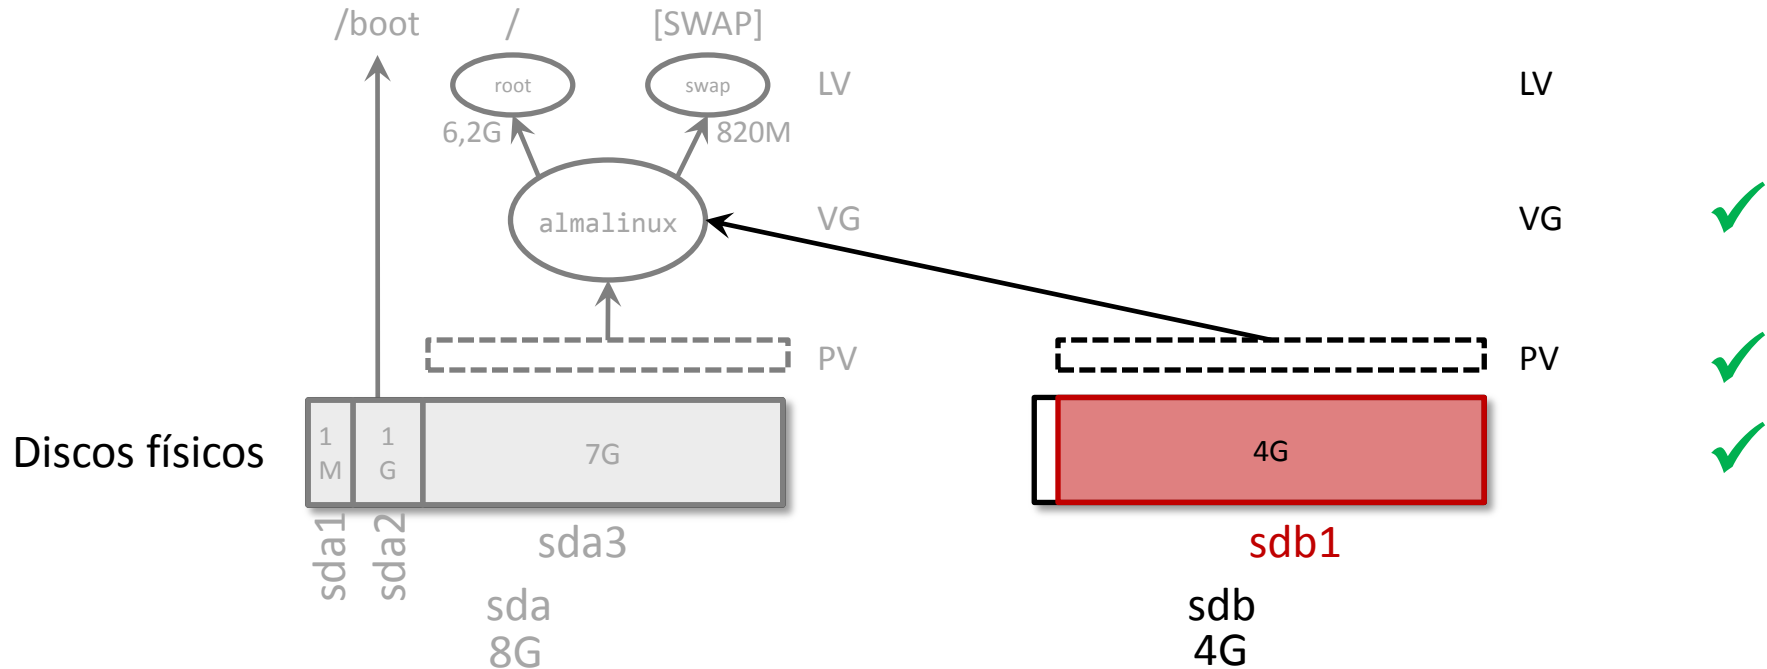 /boot / [SWAP]
root swap LV LV
6,2G 820M
almalinux VG VG
PV PV
Discos físicos
1
M
1
G
7G
4G
sda1
sda2
sda3
sdb1
sda
8G
sdb
4G